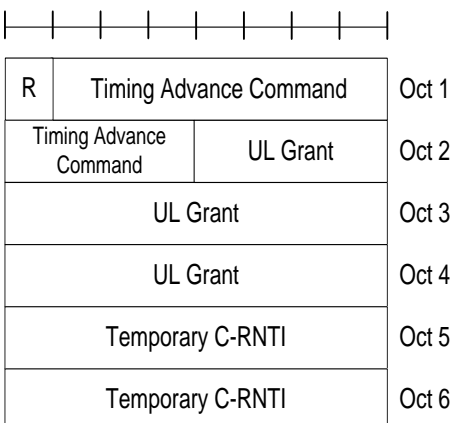 R Timing Advance Command Oct 1
Timing Advance
Command UL Grant Oct 2
UL Grant Oct 3
UL Grant Oct 4
Temporary C-RNTI Oct 5
Temporary C-RNTI Oct 6